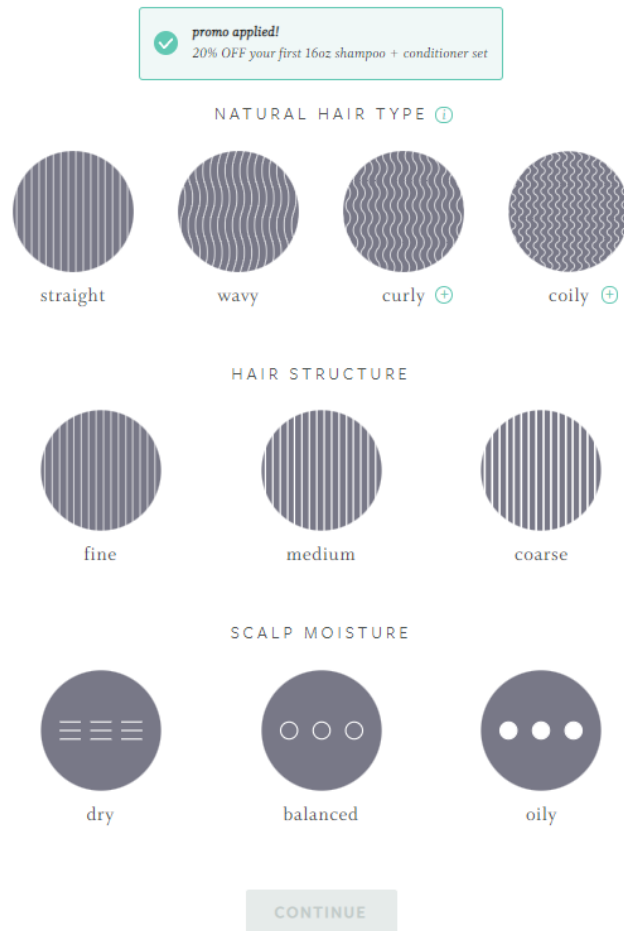 promo applied!
20% OFF your first 16oz shampoo + conditioner set
NATURAL HAIR TYPE i
straight wavy curly + coily +
HAIR STRUCTURE
fine medium coarse
SCALP MOISTURE
dry balanced oily
CONTINUE